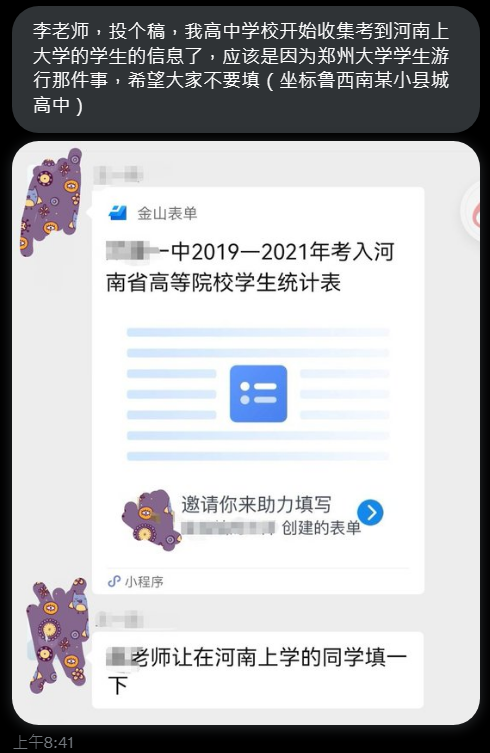 李老师，投个稿，我高中学校开始收集考到河南上
大学的学生的信息了，应该是因为郑州大学学生游
行那件事，希望大家不要填（坐标鲁西南某小县城
高中）
金山表单
一中2019—2021年考入河
南省高等院校学生统计表
邀请你来助力填写
创建的表单
小程序
老师让在河南上学的同学填一
下
上午8:41